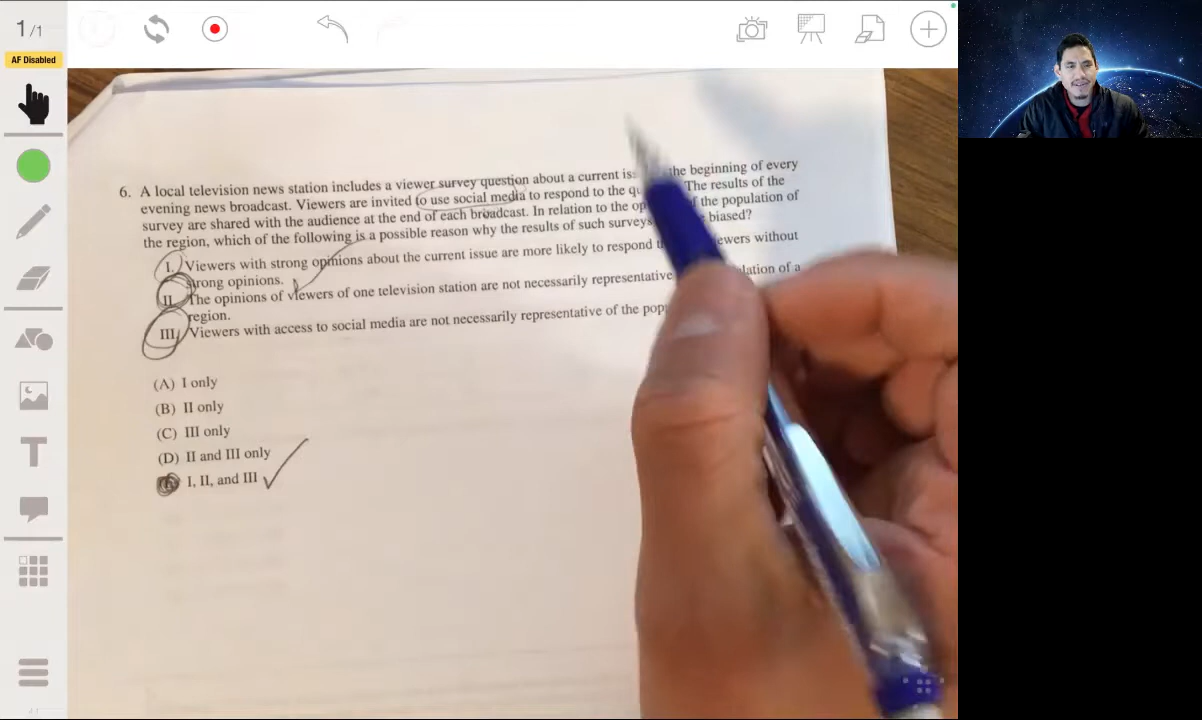 1/1
AF Disabled
6. A local television news station includes a viewer survey question about a current the beginning of every
evening news broadcast. Viewers are invited to use social media to respond to the The results of the
survey are shared with the audience at the end of each broadcast. In relation to the the population of
the region, which of the following is a possible reason why the results of such surveys biased?
I. Viewers with strong opinions about the current issue are more likely to respond viewers without
strong opinions.
II. The opinions of viewers of one television station are not necessarily representative of a
region.
III. Viewers with access to social media are not necessarily representative of the
(A) I only
(B) II only
(C) III only
(D) II and III only
I, II, and III
T